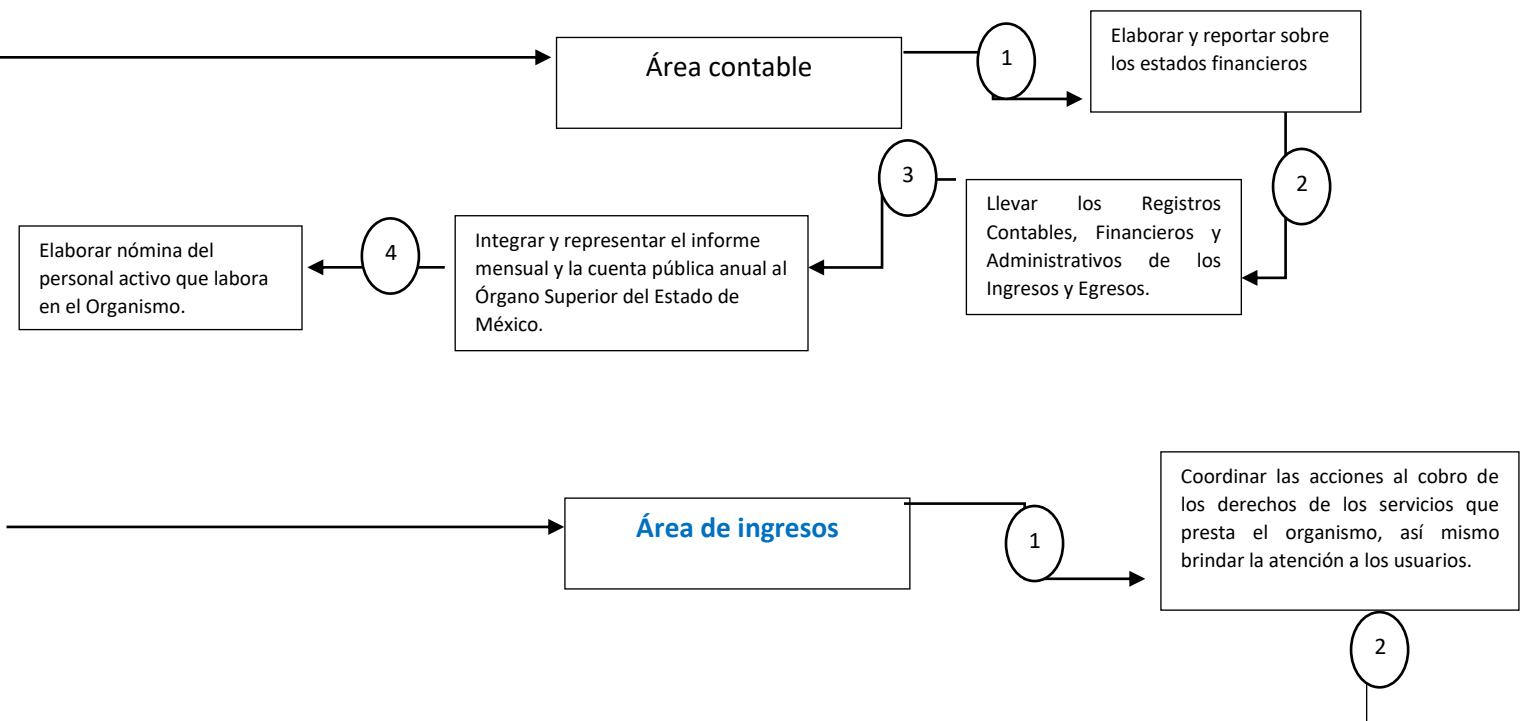 Área contable
1
Elaborar y reportar sobre
los estados financieros
2
Llevar los Registros
Contables, Financieros y
Administrativos de los
Ingresos y Egresos.
3
Integrar y representar el informe
mensual y la cuenta pública anual al
Órgano Superior del Estado de
México.
4
Elaborar nómina del
personal activo que labora
en el Organismo.
Área de ingresos
1
Coordinar las acciones al cobro de
los derechos de los servicios que
presta el organismo, así mismo
brindar la atención a los usuarios.
2